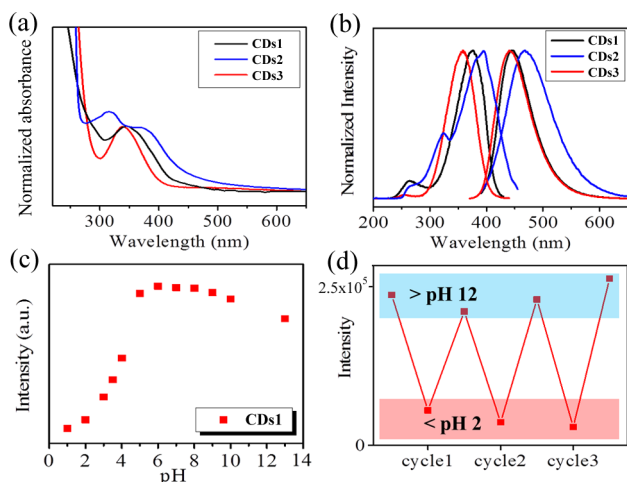 (a)
Normalized absorbance
CDs1
CDs2
CDs3
300 400 500 600
Wavelength (nm)
(b)
Normalized Intensity
CDs1
CDs2
CDs3
200 300 400 500 600
Wavelength (nm)
(c)
Intensity (a.u.)
CDs1
0 2 4 6 8 10 12 14
pH
(d)
Intensity
2.5x10⁵
0
> pH 12
< pH 2
cycle1 cycle2 cycle3